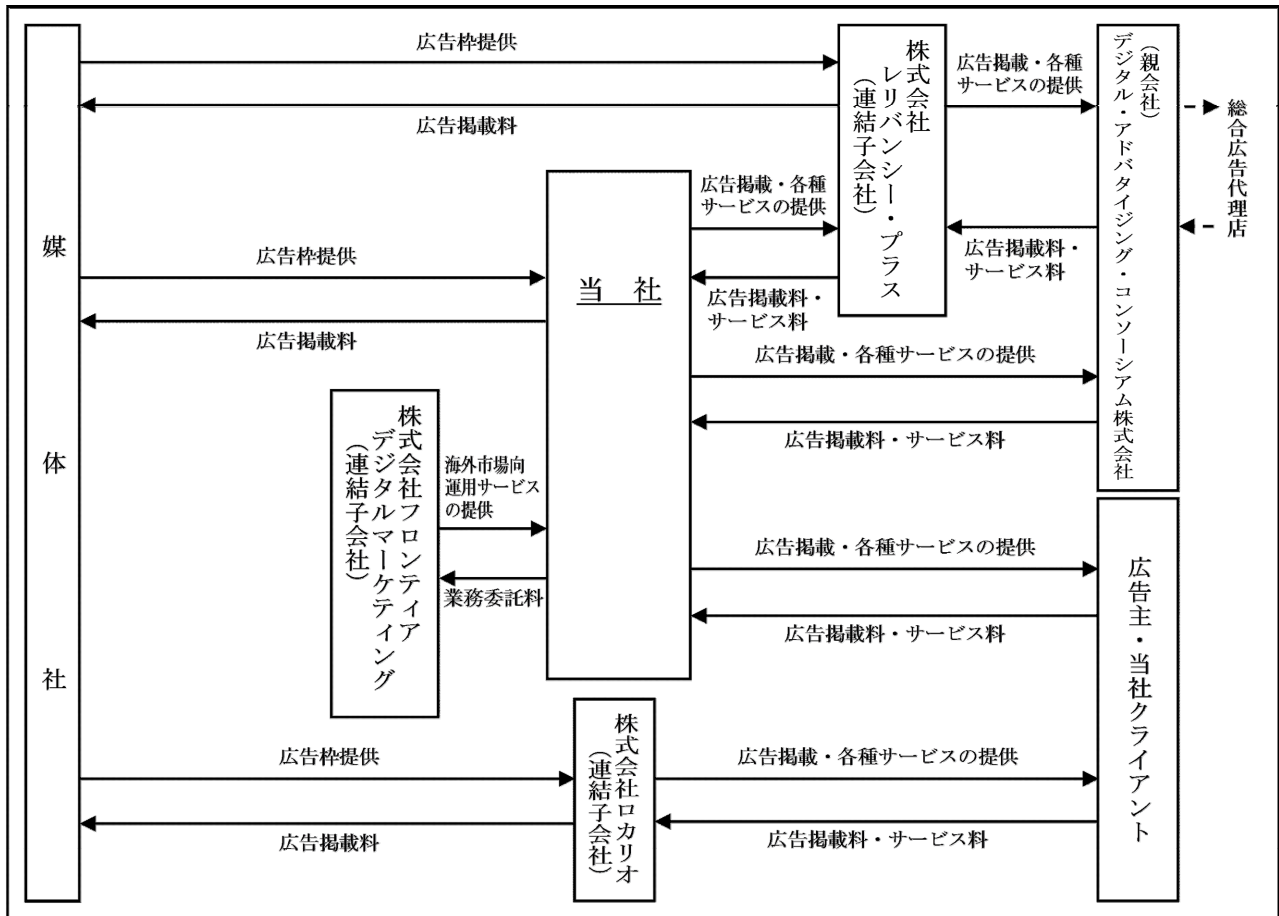 媒体社
広告枠提供
広告掲載料
株式会社
レリバンシー・プラス
（連結子会社）
広告掲載・各種
サービスの提供
（親会社）
デジタル・アドバタイジング・コンソーシアム株式会社
総合広告代理店
広告掲載料・
サービス料
広告掲載・各種
サービスの提供
広告掲載料・
サービス料
当　社
広告枠提供
広告掲載料
広告掲載・各種サービスの提供
広告掲載料・サービス料
株式会社フロンティア
デジタルマーケティング
（連結子会社）
海外市場向
運用サービス
の提供
業務委託料
広告掲載・各種サービスの提供
広告掲載料・サービス料
広告主・当社クライアント
広告枠提供
広告掲載料
株式会社ロカリオ
（連結子会社）
広告掲載・各種サービスの提供
広告掲載料・サービス料